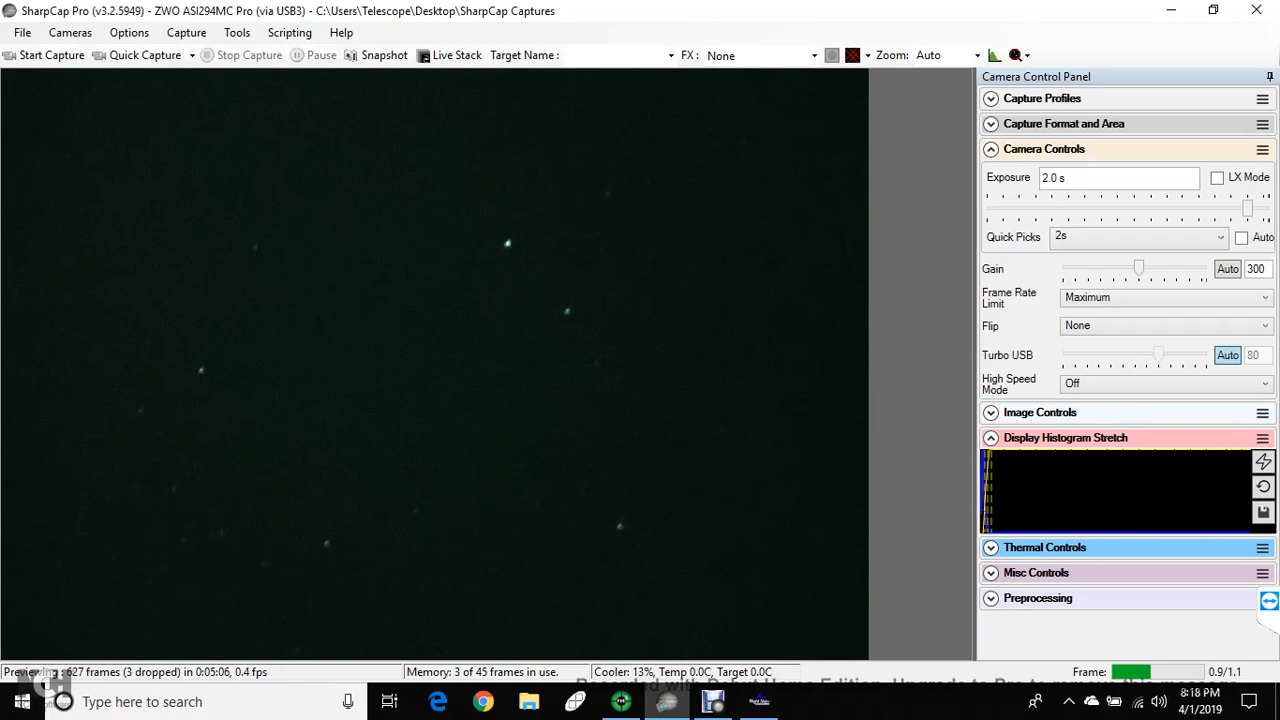 SharpCap Pro (v3.2.5949) - ZWO ASI294MC Pro (via USB3) - C:\Users\Telescope\Desktop\SharpCap Captures
File Cameras Options Capture Tools Scripting Help
Start Capture Quick Capture Stop Capture Pause Snapshot Live Stack Target Name : FX: None Zoom: Auto
Camera Control Panel
Capture Profiles
Capture Format and Area
Camera Controls
Exposure 2.0 s LX Mode
Quick Picks 2s Auto
Gain Auto 300
Frame Rate Limit Maximum
Flip None
Turbo USB Auto 80
High Speed Mode Off
Image Controls
Display Histogram Stretch
Thermal Controls
Misc Controls
Preprocessing
Previewing : 627 frames (3 dropped) in 0:05:06, 0.4 fps Memory: 3 of 45 frames in use. Cooler: 13%, Temp 0.0C, Target 0.0C Frame: 0.9/1.1
Type here to search
8:18 PM
4/1/2019